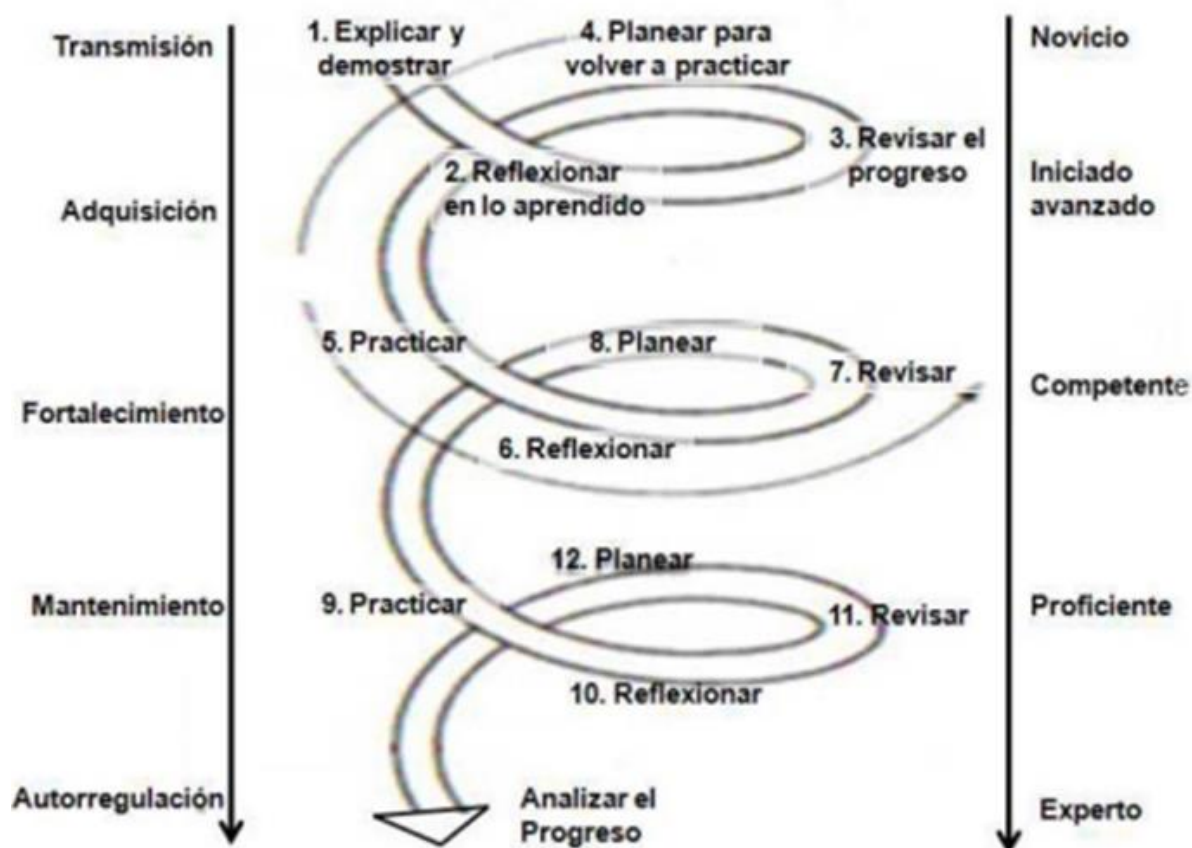 Transmisión
Adquisición
Fortalecimiento
Mantenimiento
Autorregulación
1. Explicar y
demostrar
4. Planear para
volver a practicar
3. Revisar el
progreso
2. Reflexionar
en lo aprendido
5. Practicar
8. Planear
7. Revisar
6. Reflexionar
12. Planear
9. Practicar
11. Revisar
10. Reflexionar
Analizar el
Progreso
Novicio
Iniciado
avanzado
Competente
Proficiente
Experto